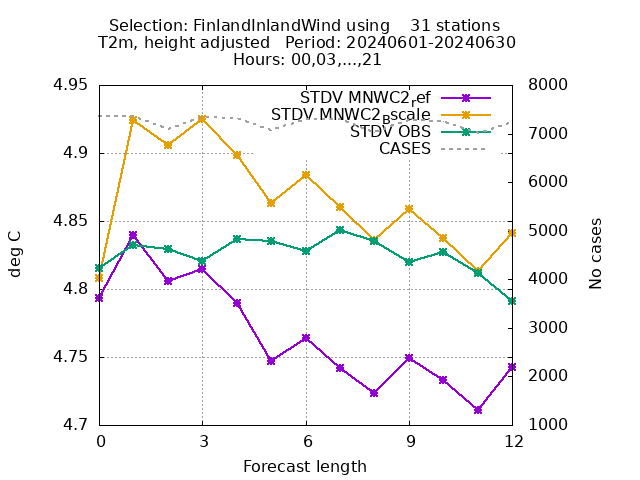 Selection: FinlandInlandWind using    31 stations
T2m, height adjusted   Period: 20240601-20240630
Hours: 00,03,...,21
STDV MNWC2ref
STDV MNWC2Bscale
STDV OBS
CASES
4.95
4.9
4.85
4.8
4.75
4.7
deg C
8000
7000
6000
5000
4000
3000
2000
1000
No cases
0 3 6 9 12
Forecast length